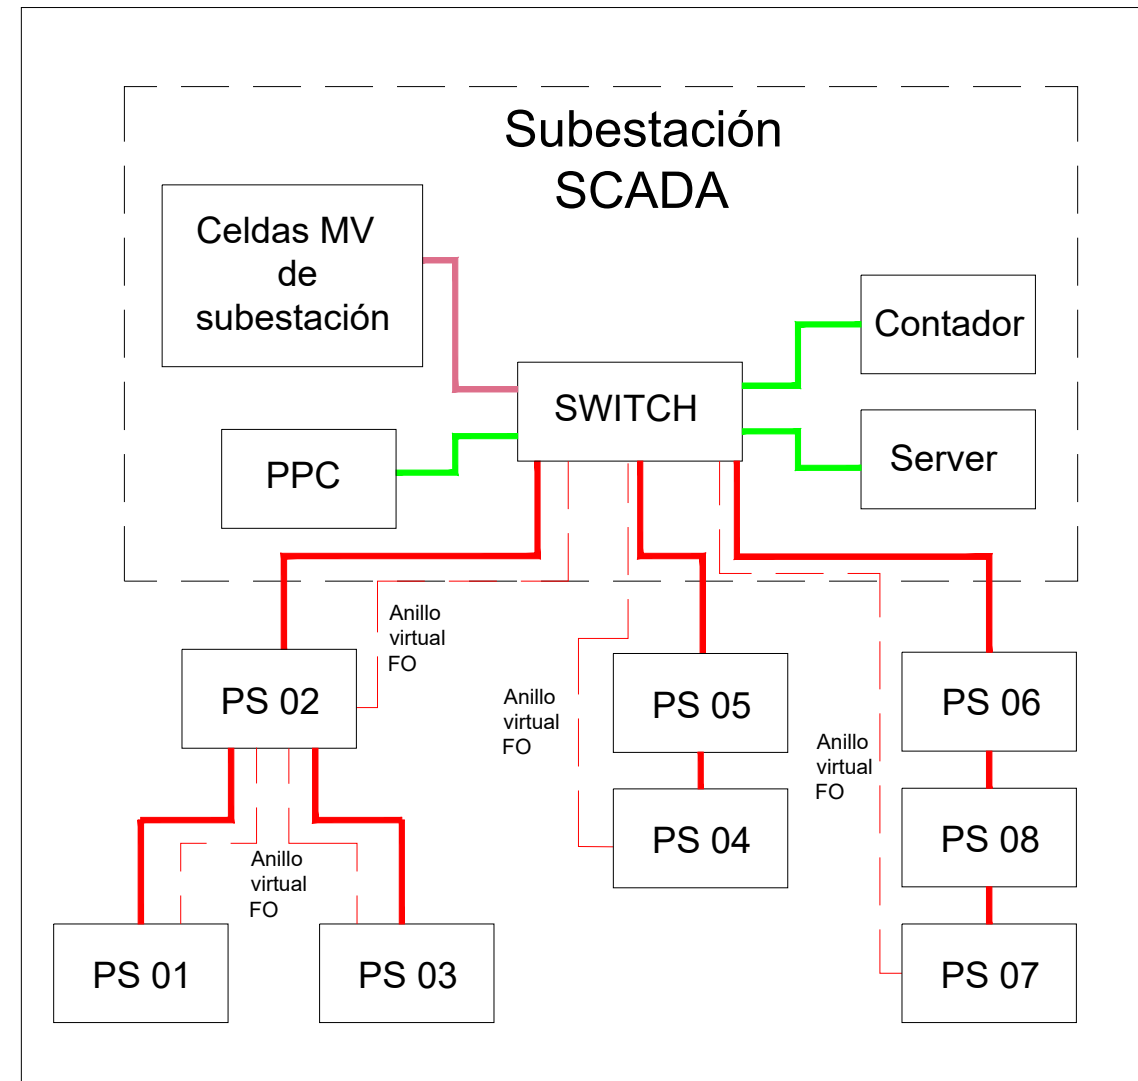 Subestación
SCADA
Celdas MV
de
subestación
Contador
SWITCH
PPC
Server
Anillo
virtual
FO
PS 02
PS 05
PS 06
Anillo
virtual
FO
Anillo
virtual
FO
PS 04
PS 08
Anillo
virtual
FO
PS 01
PS 03
PS 07